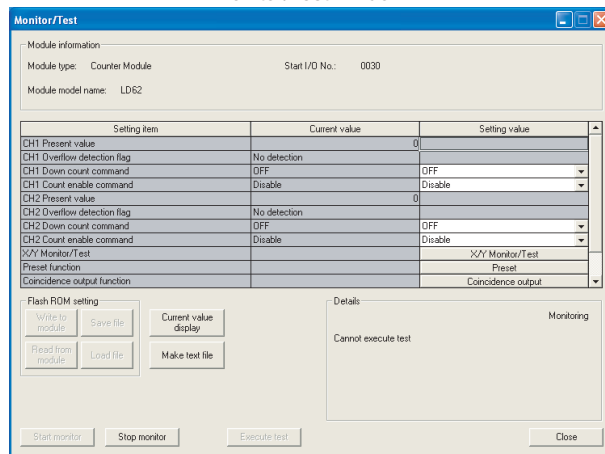 Monitor/Test
Module information
Module type: Counter Module Start I/O No.: 0030
Module model name: LD62
Setting item Current value Setting value
CH1 Present value 0
CH1 Overflow detection flag No detection
CH1 Down count command OFF OFF
CH1 Count enable command Disable Disable
CH2 Present value 0
CH2 Overflow detection flag No detection
CH2 Down count command OFF OFF
CH2 Count enable command Disable Disable
X/Y Monitor/Test X/Y Monitor/Test
Preset function Preset
Coincidence output function Coincidence output
Flash ROM setting
Write to module
Save file
Current value display
Read from module
Load file
Make text file
Details
Monitoring
Cannot execute test
Start monitor Stop monitor Execute test Close